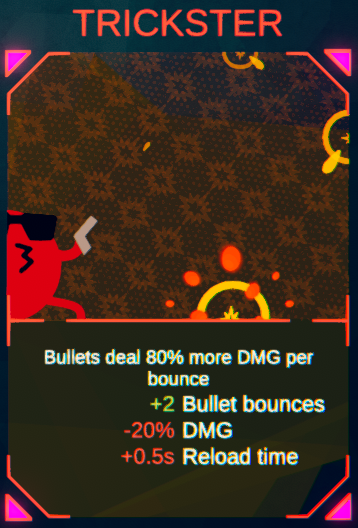 TRICKSTER
Bullets deal 80% more DMG per
bounce
+2 Bullet bounces
-20% DMG
+0.5s Reload time